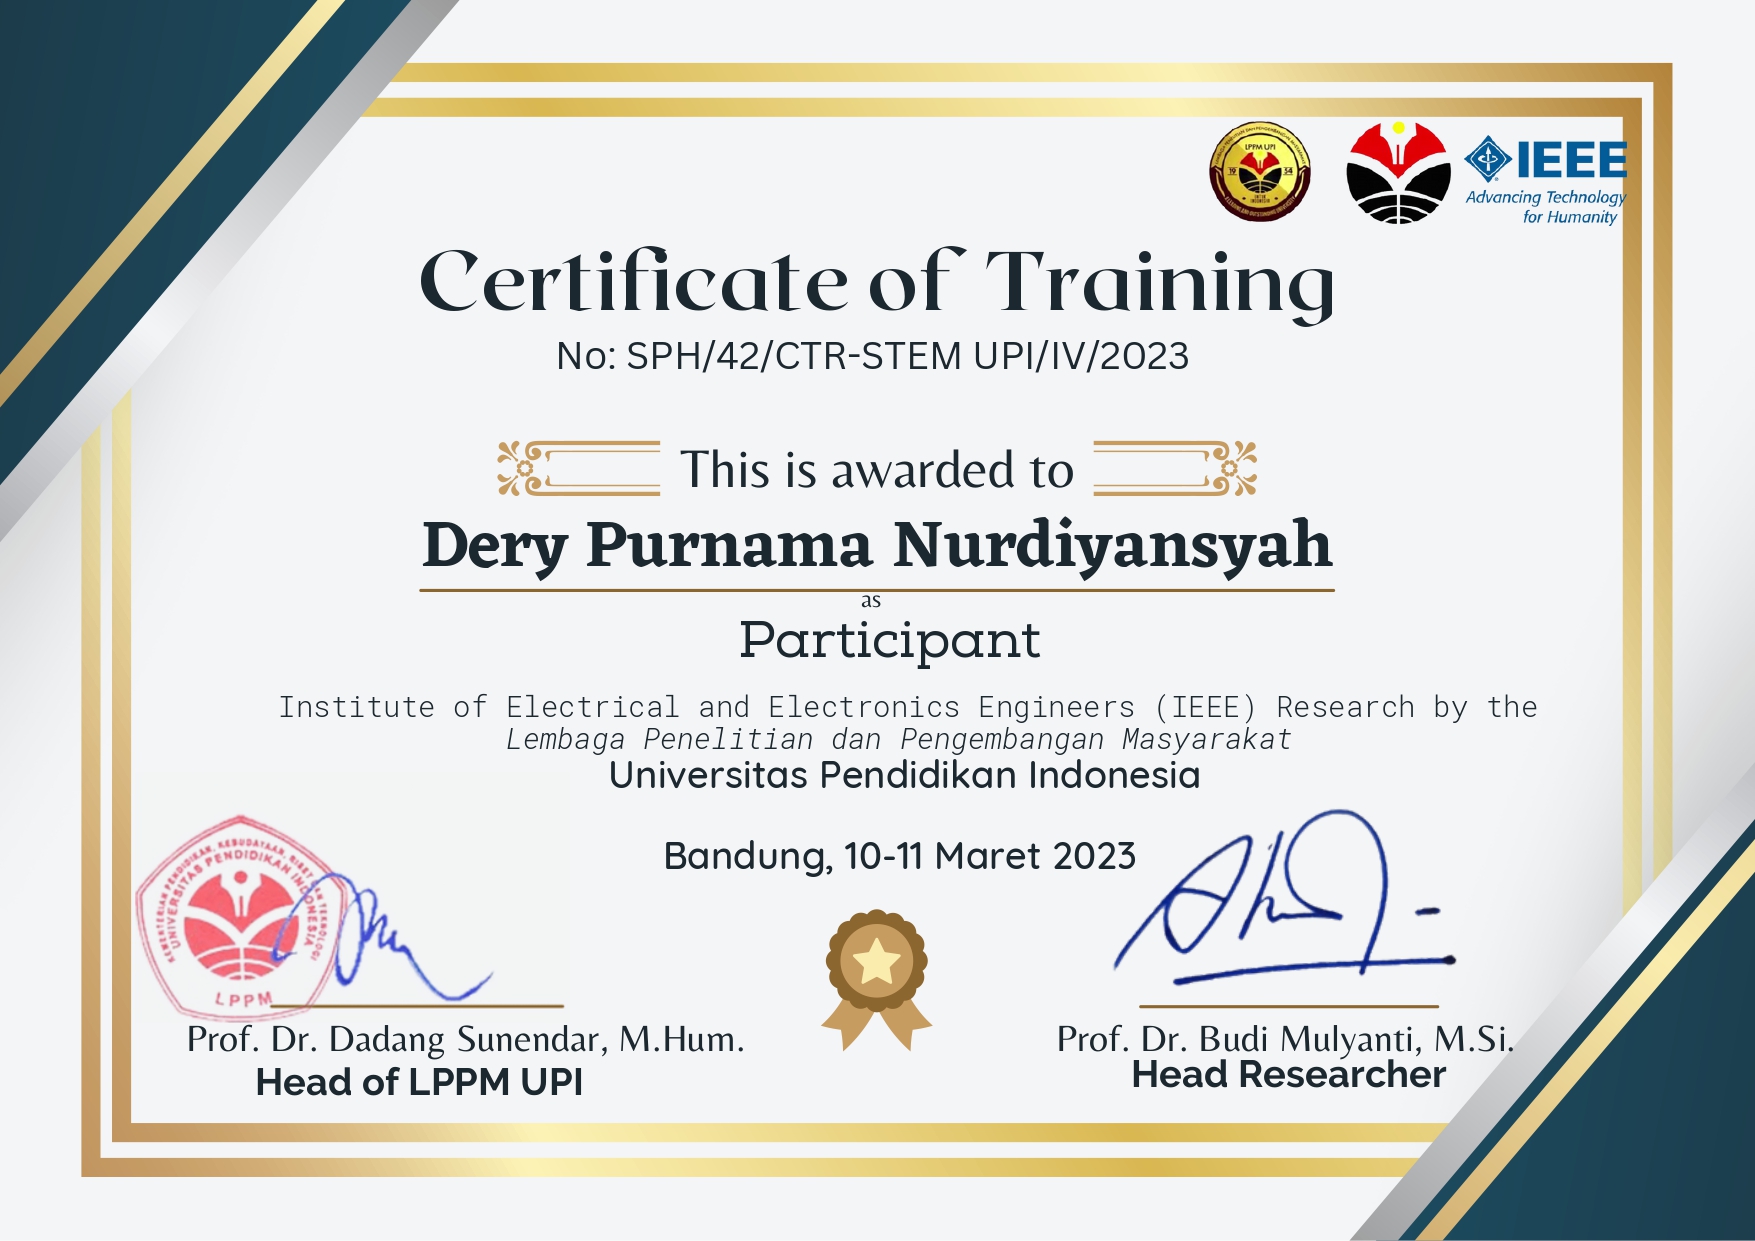 LPPM UPI
19 54
IEEE
Advancing Technology
for Humanity
Certificate of Training
No: SPH/42/CTR-STEM UPI/IV/2023
This is awarded to
Dery Purnama Nurdiyansyah
as
Participant
Institute of Electrical and Electronics Engineers (IEEE) Research by the
Lembaga Penelitian dan Pengembangan Masyarakat
Universitas Pendidikan Indonesia
Bandung, 10-11 Maret 2023
KEMENTERIAN PENDIDIKAN, KEBUDAYAAN, RISET DAN TEKNOLOGI
UNIVERSITAS PENDIDIKAN INDONESIA
LPPM
Prof. Dr. Dadang Sunendar, M.Hum.
Head of LPPM UPI
Prof. Dr. Budi Mulyanti, M.Si.
Head Researcher